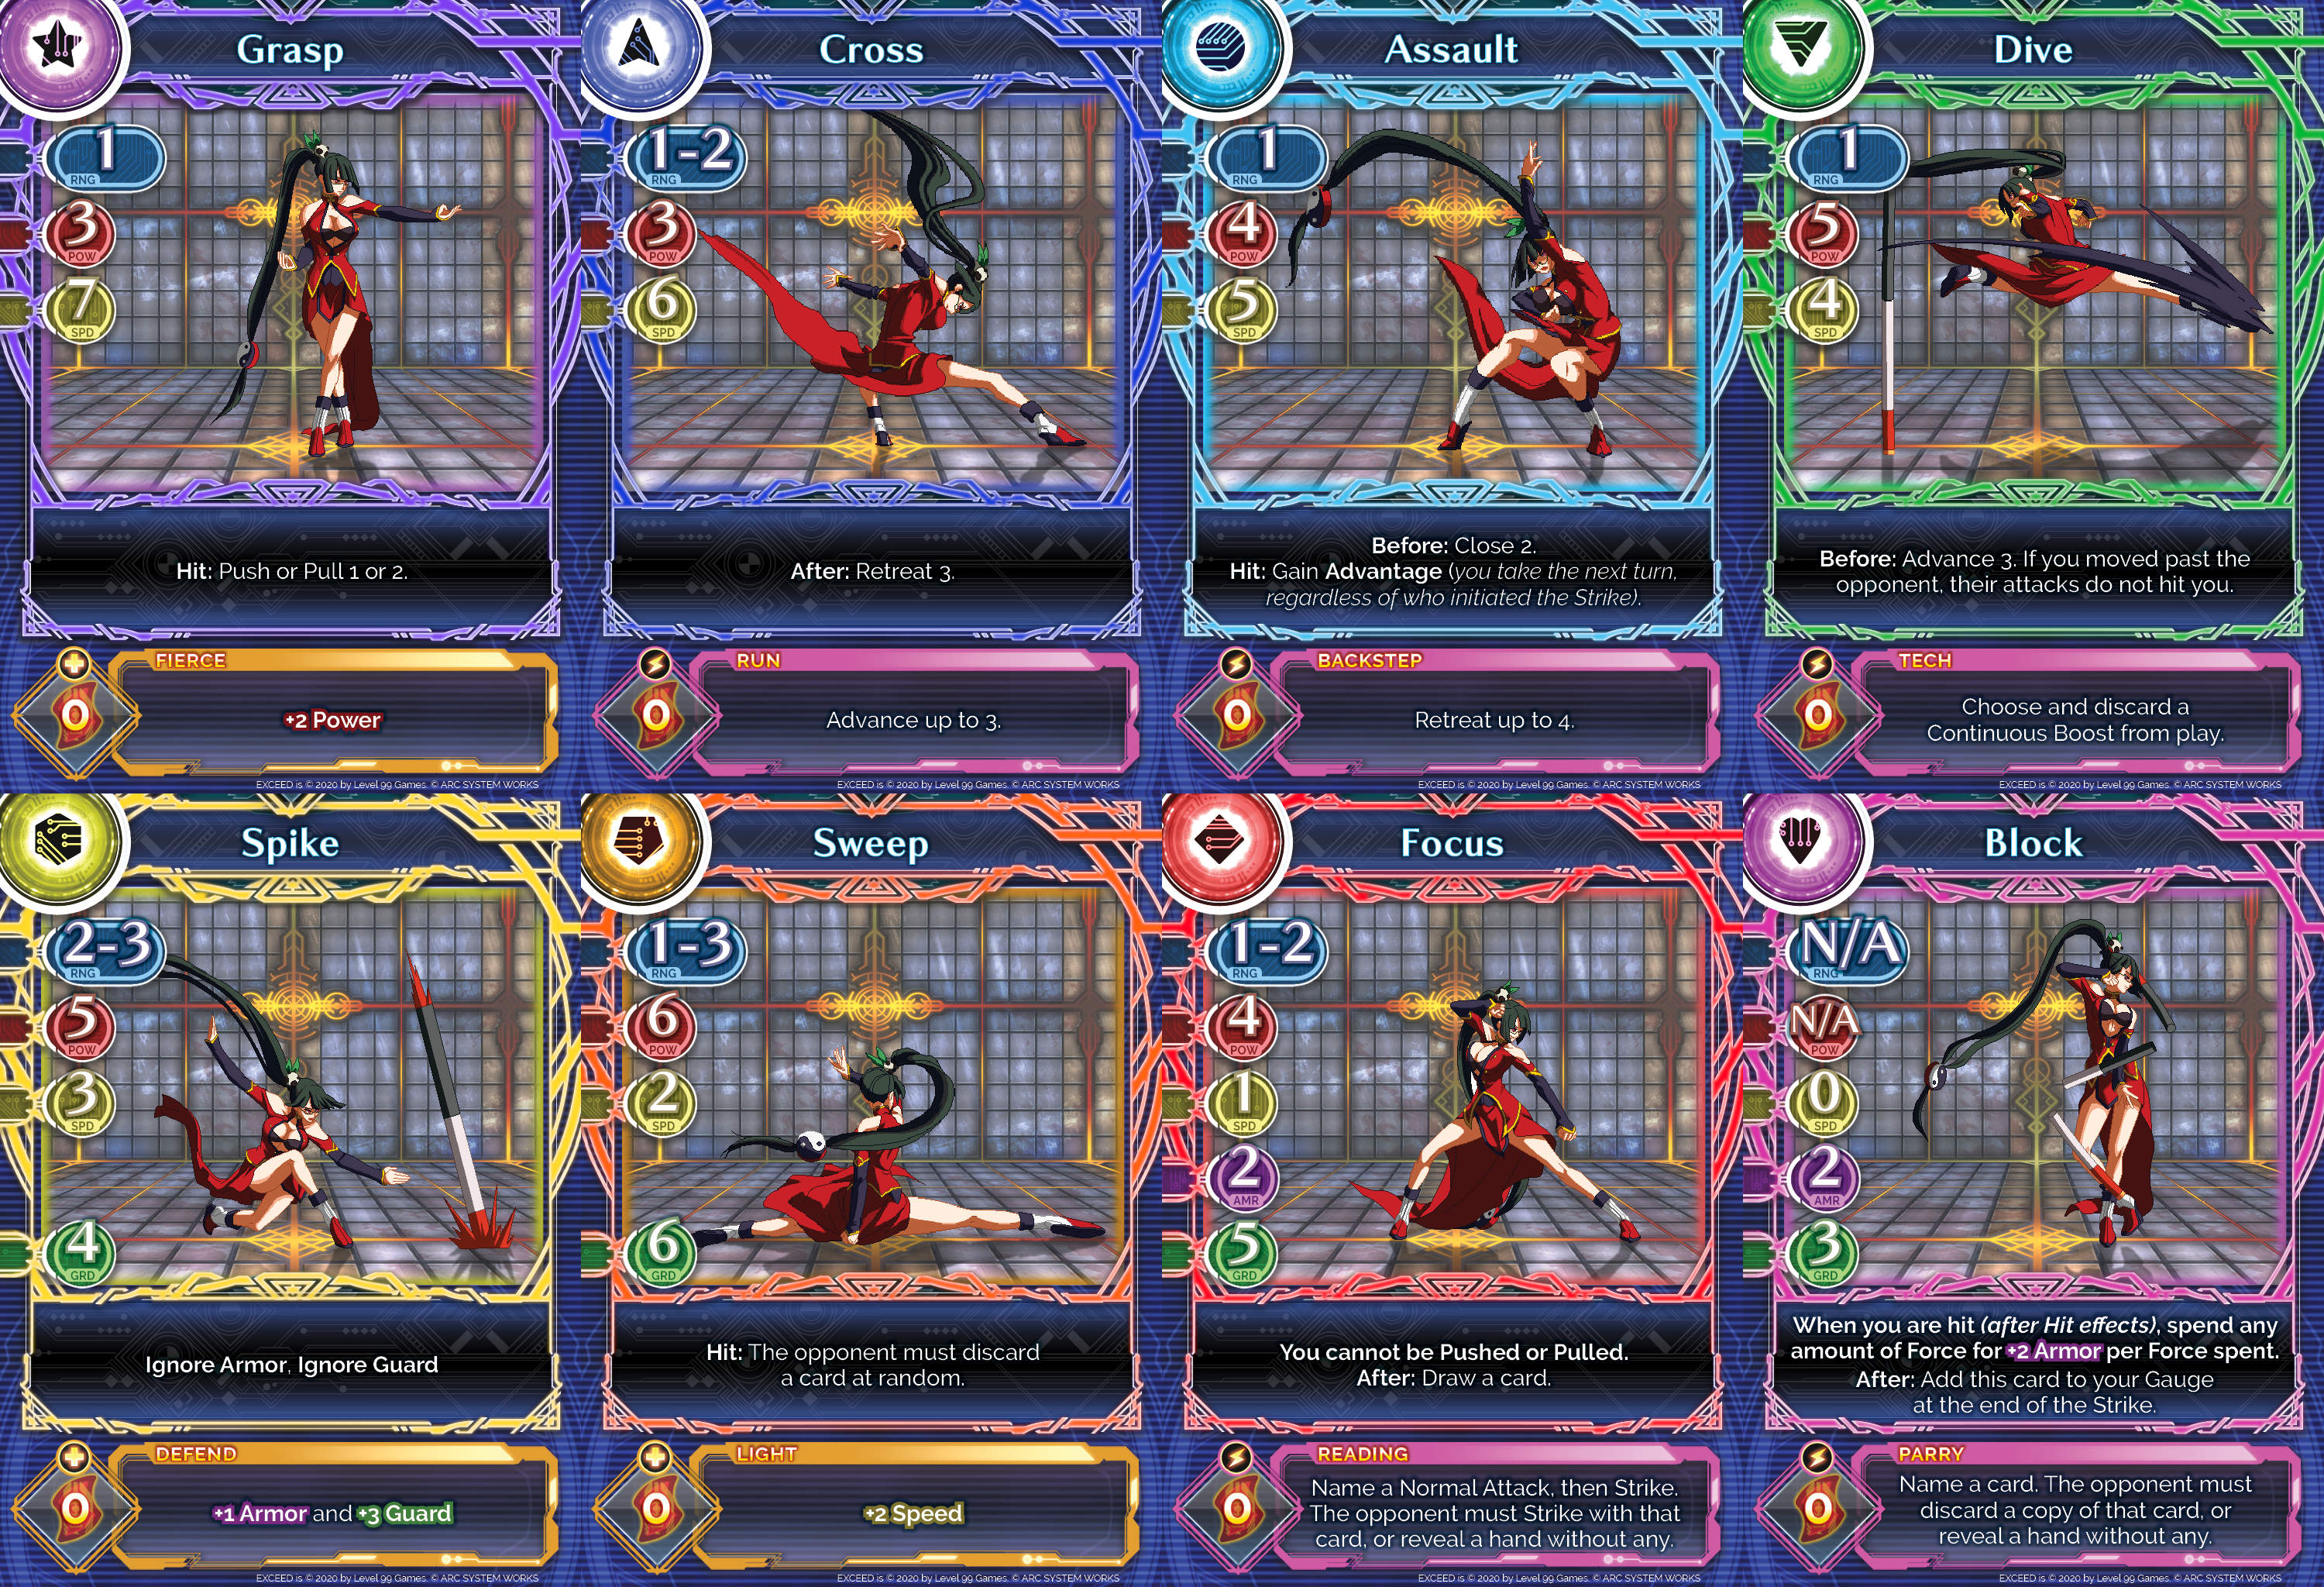 Grasp
1
RNG
3
POW
7
SPD
Hit: Push or Pull 1 or 2.
FIERCE
0
+2 Power
EXCEED is © 2020 by Level 99 Games. © ARC SYSTEM WORKS
Cross
1-2
RNG
3
POW
6
SPD
After: Retreat 3.
RUN
0
Advance up to 3.
EXCEED is © 2020 by Level 99 Games. © ARC SYSTEM WORKS
Assault
1
RNG
4
POW
5
SPD
Before: Close 2.
Hit: Gain Advantage (you take the next turn,
regardless of who initiated the Strike).
BACKSTEP
0
Retreat up to 4.
EXCEED is © 2020 by Level 99 Games. © ARC SYSTEM WORKS
Dive
1
RNG
5
POW
4
SPD
Before: Advance 3. If you moved past the
opponent, their attacks do not hit you.
TECH
0
Choose and discard a
Continuous Boost from play.
EXCEED is © 2020 by Level 99 Games. © ARC SYSTEM WORKS
Spike
2-3
RNG
5
POW
3
SPD
4
GRD
Ignore Armor, Ignore Guard
DEFEND
0
+1 Armor and +3 Guard
EXCEED is © 2020 by Level 99 Games. © ARC SYSTEM WORKS
Sweep
1-3
RNG
6
POW
2
SPD
6
GRD
Hit: The opponent must discard
a card at random.
LIGHT
0
+2 Speed
EXCEED is © 2020 by Level 99 Games. © ARC SYSTEM WORKS
Focus
1-2
RNG
4
POW
1
SPD
2
AMR
5
GRD
You cannot be Pushed or Pulled.
After: Draw a card.
READING
0
Name a Normal Attack, then Strike.
The opponent must Strike with that
card, or reveal a hand without any.
EXCEED is © 2020 by Level 99 Games. © ARC SYSTEM WORKS
Block
N/A
RNG
N/A
POW
0
SPD
2
AMR
3
GRD
When you are hit (after Hit effects), spend any
amount of Force for +2 Armor per Force spent.
After: Add this card to your Gauge
at the end of the Strike.
PARRY
0
Name a card. The opponent must
discard a copy of that card, or
reveal a hand without any.
EXCEED is © 2020 by Level 99 Games. © ARC SYSTEM WORKS